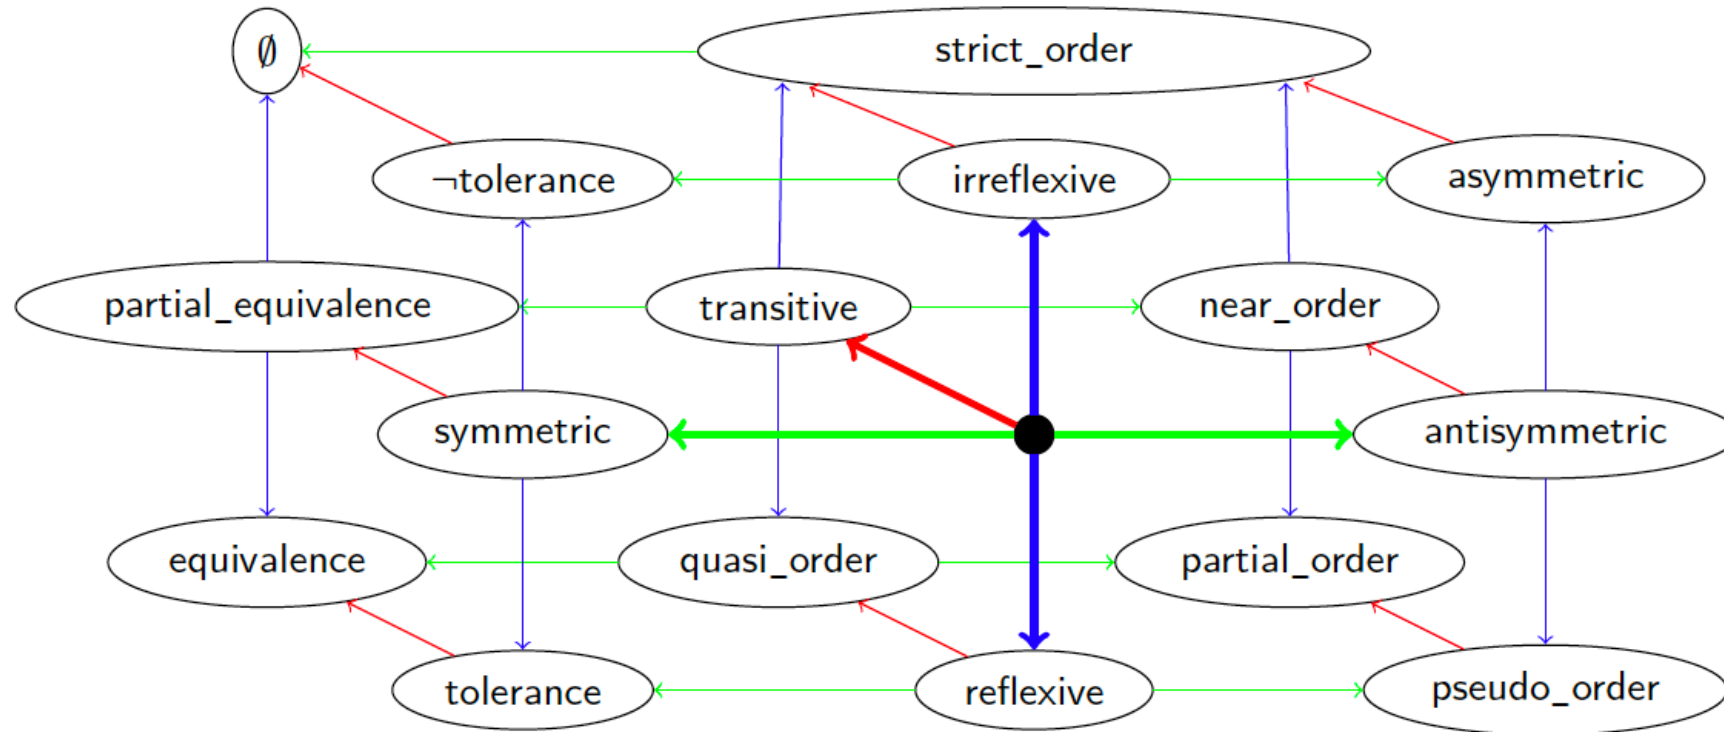 ∅
strict_order
¬tolerance
irreflexive
asymmetric
partial_equivalence
transitive
near_order
symmetric
antisymmetric
equivalence
quasi_order
partial_order
tolerance
reflexive
pseudo_order